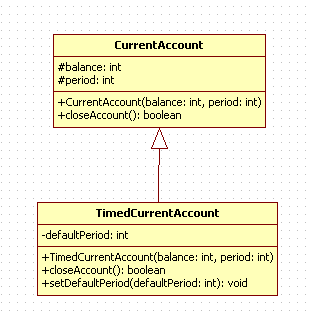 CurrentAccount
#balance: int
#period: int
+CurrentAccount(balance: int, period: int)
+closeAccount(): boolean
TimedCurrentAccount
-defaultPeriod: int
+TimedCurrentAccount(balance: int, period: int)
+closeAccount(): boolean
+setDefaultPeriod(defaultPeriod: int): void